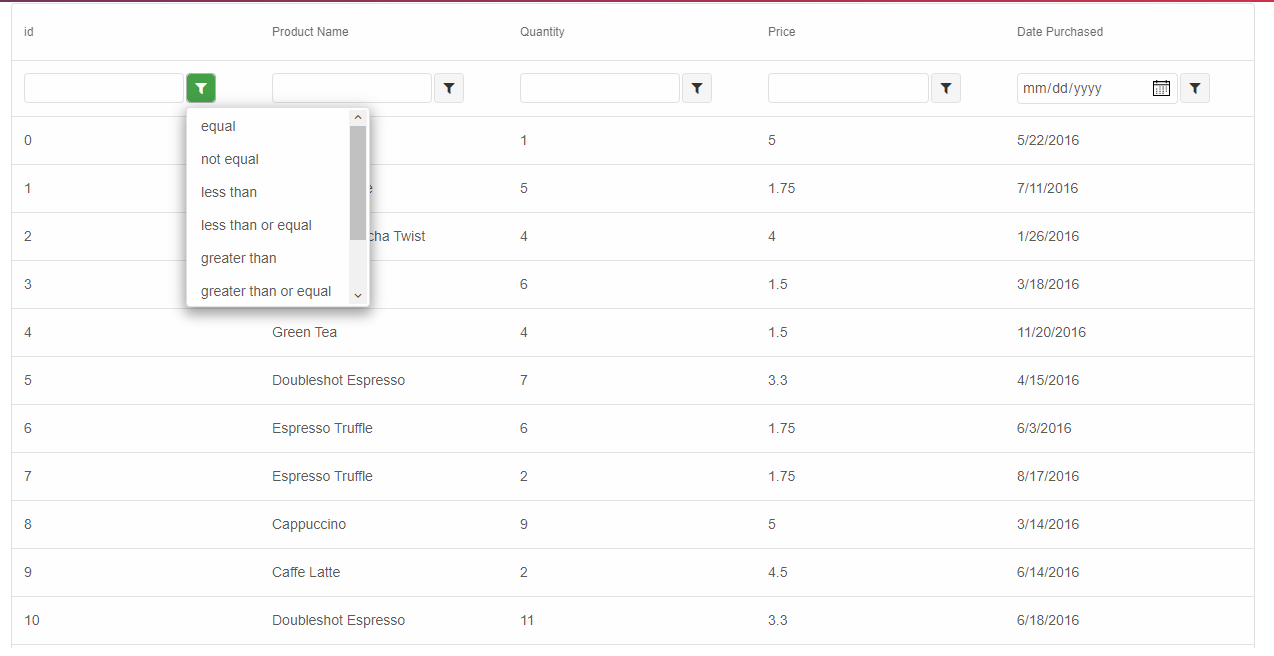 id Product Name Quantity Price Date Purchased
mm/dd/yyyy
equal
0 1 5 5/22/2016
not equal
1 5 1.75 7/11/2016
less than
less than or equal
2 Twist 4 4 1/26/2016
greater than
3 6 1.5 3/18/2016
greater than or equal
4 Green Tea 4 1.5 11/20/2016
5 Doubleshot Espresso 7 3.3 4/15/2016
6 Espresso Truffle 6 1.75 6/3/2016
7 Espresso Truffle 2 1.75 8/17/2016
8 Cappuccino 9 5 3/14/2016
9 Caffe Latte 2 4.5 6/14/2016
10 Doubleshot Espresso 11 3.3 6/18/2016